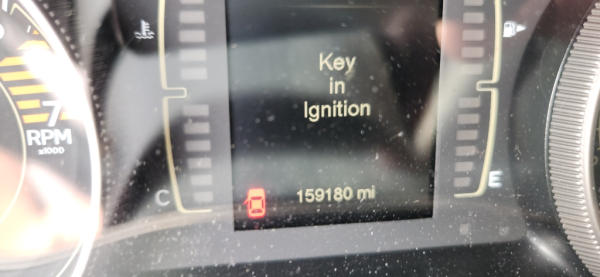 Key
in
Ignition
7
RPM
x1000
C
E
159180 mi